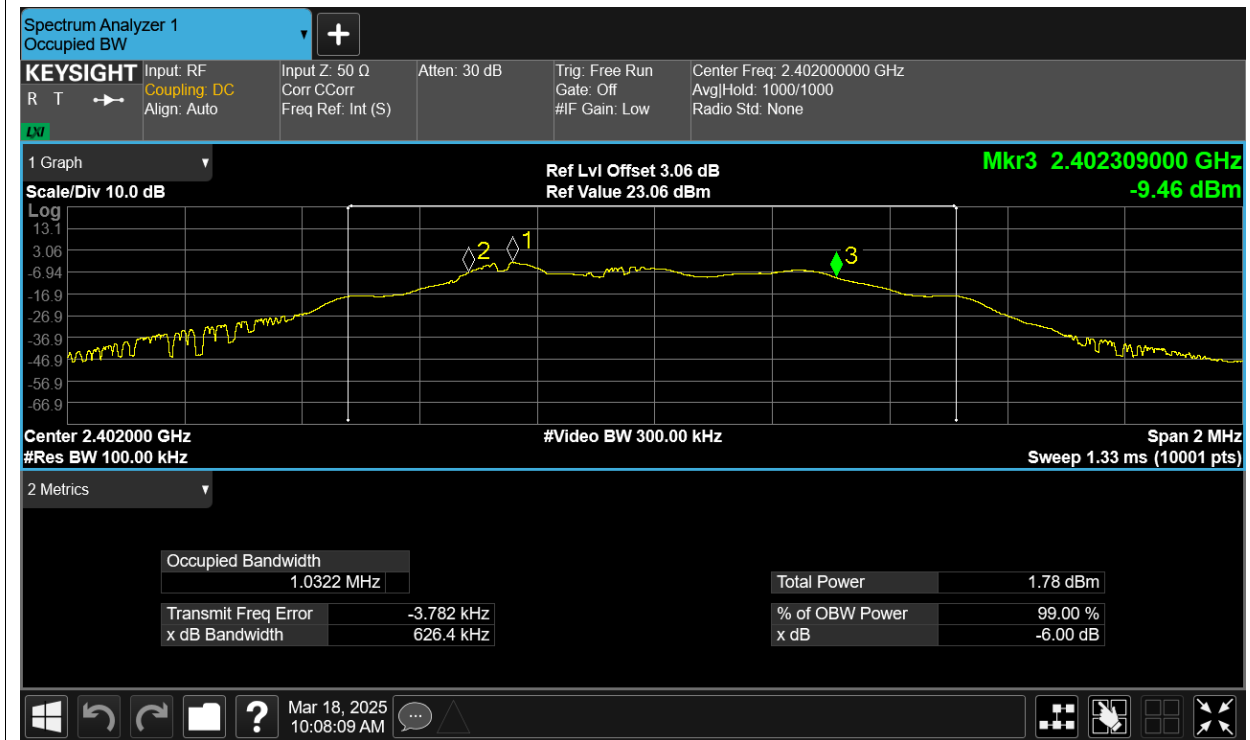 Spectrum Analyzer 1
Occupied BW
KEYSIGHT Input: RF Input Z: 50 Ω Atten: 30 dB Trig: Free Run Center Freq: 2.402000000 GHz
R T Coupling: DC Corr CCorr Gate: Off Avg|Hold: 1000/1000
Align: Auto Freq Ref: Int (S) #IF Gain: Low Radio Std: None
LXI
1 Graph Ref Lvl Offset 3.06 dB Mkr3 2.402309000 GHz
Scale/Div 10.0 dB Ref Value 23.06 dBm -9.46 dBm
Log
13.1
3.06
-6.94
-16.9
-26.9
-36.9
-46.9
-56.9
-66.9
2 1 3
Center 2.402000 GHz #Video BW 300.00 kHz Span 2 MHz
#Res BW 100.00 kHz Sweep 1.33 ms (10001 pts)
2 Metrics
Occupied Bandwidth
1.0322 MHz Total Power 1.78 dBm
Transmit Freq Error -3.782 kHz % of OBW Power 99.00 %
x dB Bandwidth 626.4 kHz x dB -6.00 dB
? Mar 18, 2025
10:08:09 AM